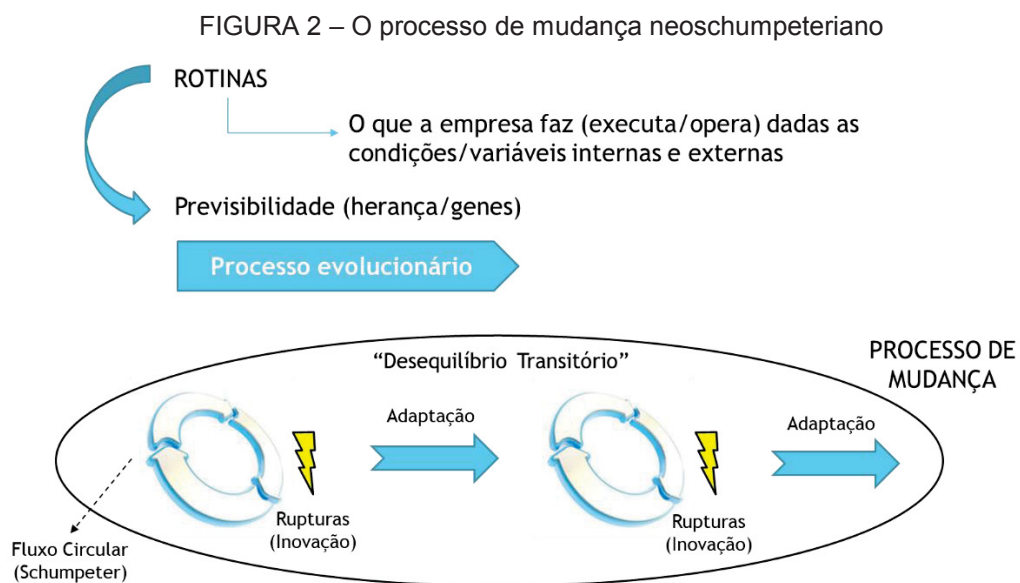 FIGURA 2 – O processo de mudança neoschumpeteriano
ROTINAS
O que a empresa faz (executa/opera) dadas as
condições/variáveis internas e externas
Previsibilidade (herança/genes)
Processo evolucionário
“Desequilíbrio Transitório”
PROCESSO DE
MUDANÇA
Adaptação
Adaptação
Rupturas
(Inovação)
Rupturas
(Inovação)
Fluxo Circular
(Schumpeter)